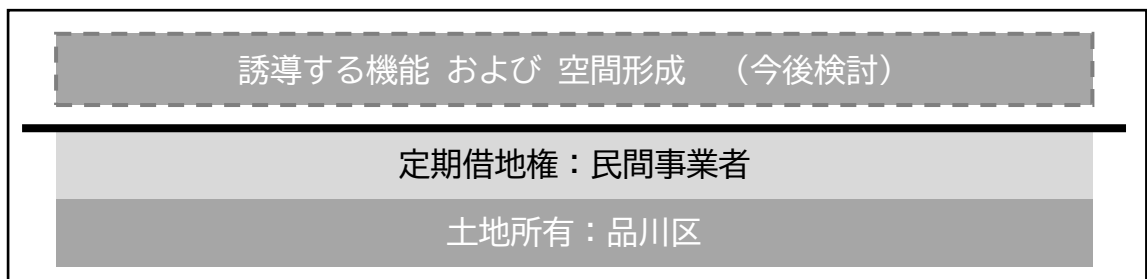 誘導する機能 および 空間形成　（今後検討）
定期借地権：民間事業者
土地所有：品川区